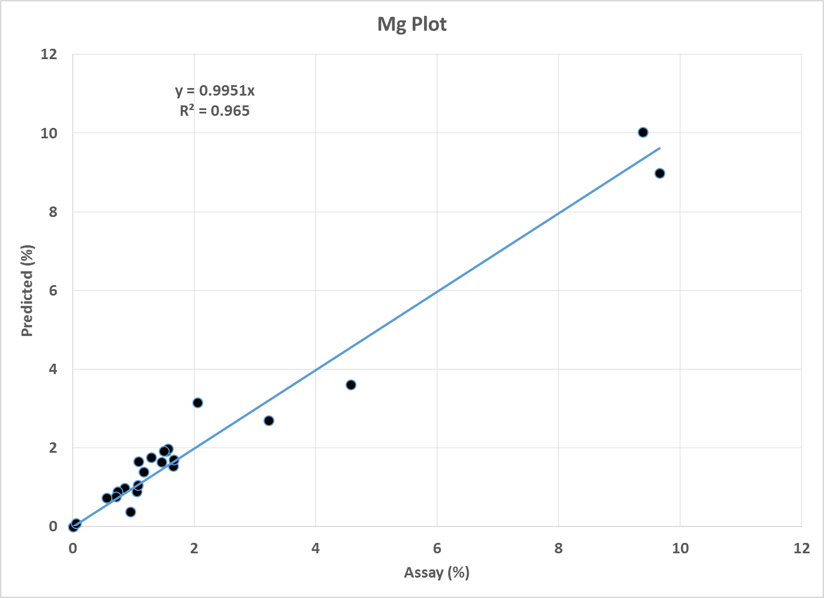 Mg Plot
12
y = 0.9951x
R² = 0.965
10
8
6
4
2
0
Predicted (%)
0 2 4 6 8 10 12
Assay (%)